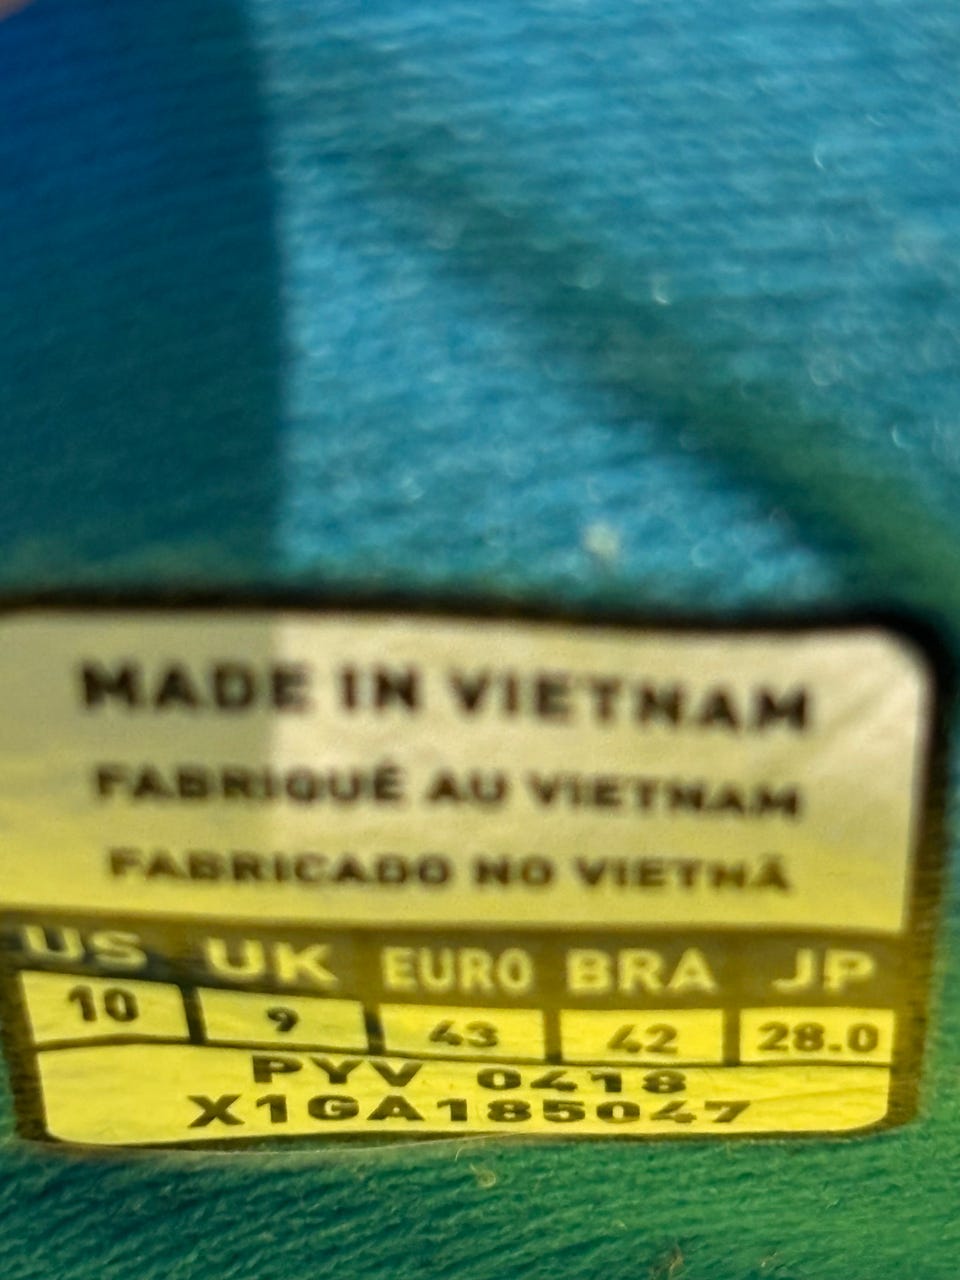 MADE IN VIETNAM
FABRIQUÉ AU VIETNAM
FABRICADO NO VIETNÃ
US UK EURO BRA JP
10 9 43 42 28.0
PYV 0418
X1GA185047